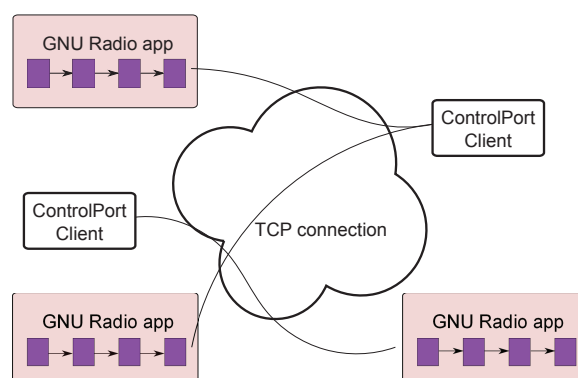 GNU Radio app
ControlPort
Client
ControlPort
Client
TCP connection
GNU Radio app
GNU Radio app